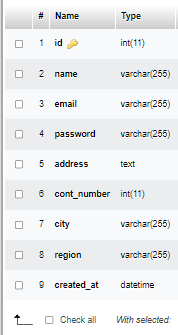 # Name Type
1 id int(11)
2 name varchar(255)
3 email varchar(255)
4 password varchar(255)
5 address text
6 cont_number int(11)
7 city varchar(255)
8 region varchar(255)
9 created_at datetime
Check all With selected: